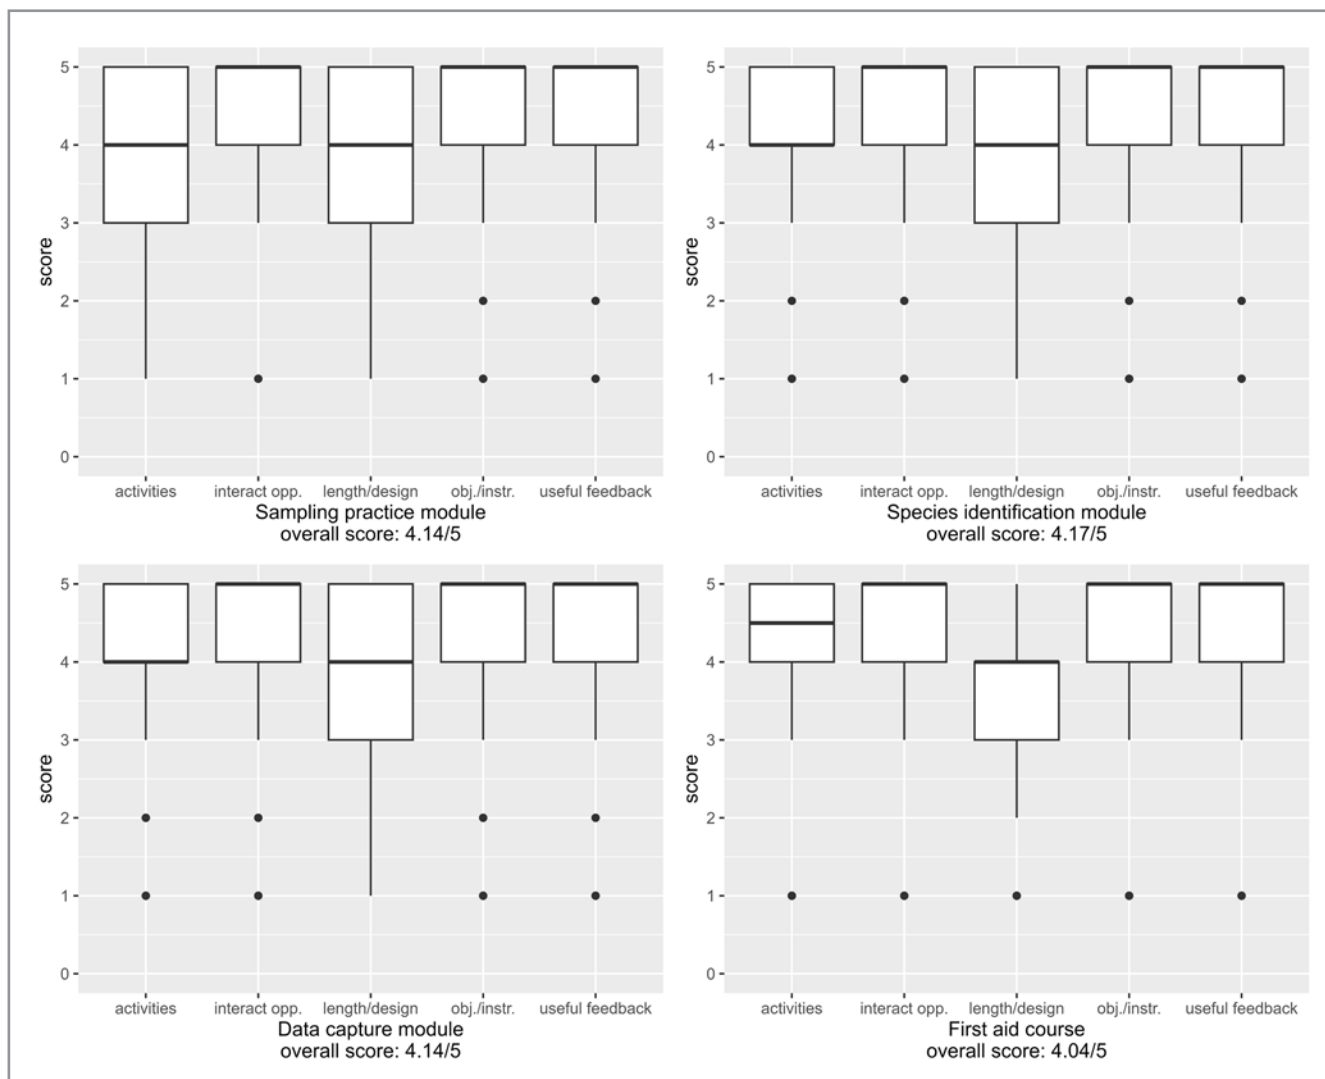 5
4
3
2
1
0
score
activities interact opp. length/design obj./instr. useful feedback
Sampling practice module
overall score: 4.14/5
5
4
3
2
1
0
score
activities interact opp. length/design obj./instr. useful feedback
Species identification module
overall score: 4.17/5
5
4
3
2
1
0
score
activities interact opp. length/design obj./instr. useful feedback
Data capture module
overall score: 4.14/5
5
4
3
2
1
0
score
activities interact opp. length/design obj./instr. useful feedback
First aid course
overall score: 4.04/5